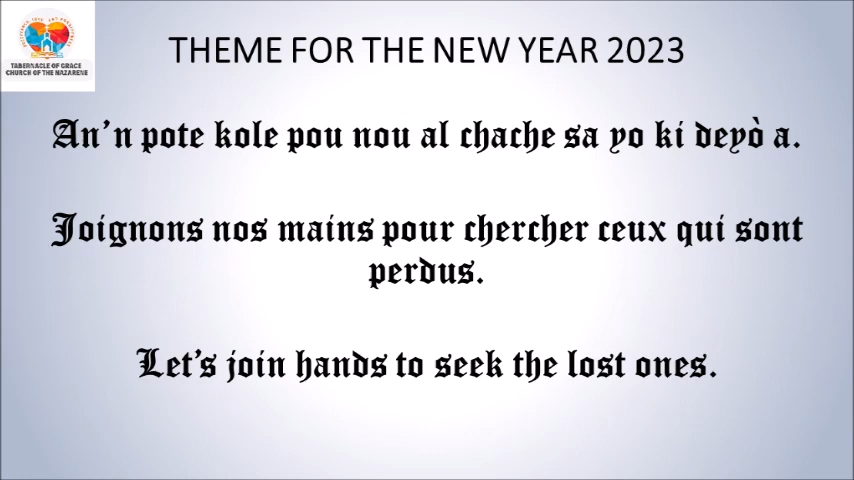 TABERNACLE OF GRACE
CHURCH OF THE NAZARENE
THEME FOR THE NEW YEAR 2023
An'n pote kole pou nou al chache sa yo ki deyò a.
Joignons nos mains pour chercher ceux qui sont
perdus.
Let's join hands to seek the lost ones.